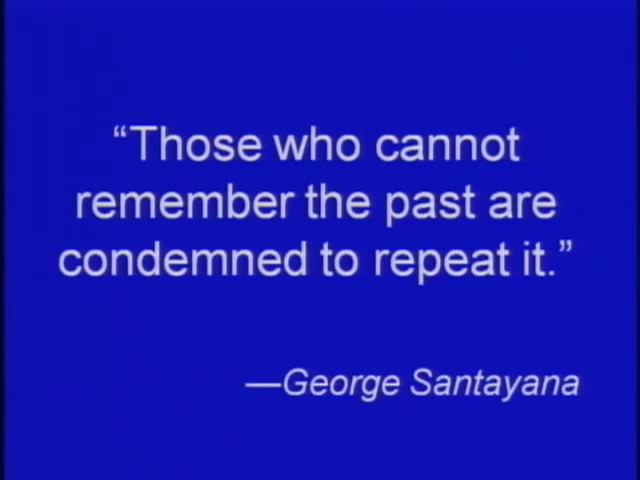 “Those who cannot
remember the past are
condemned to repeat it.”
—George Santayana